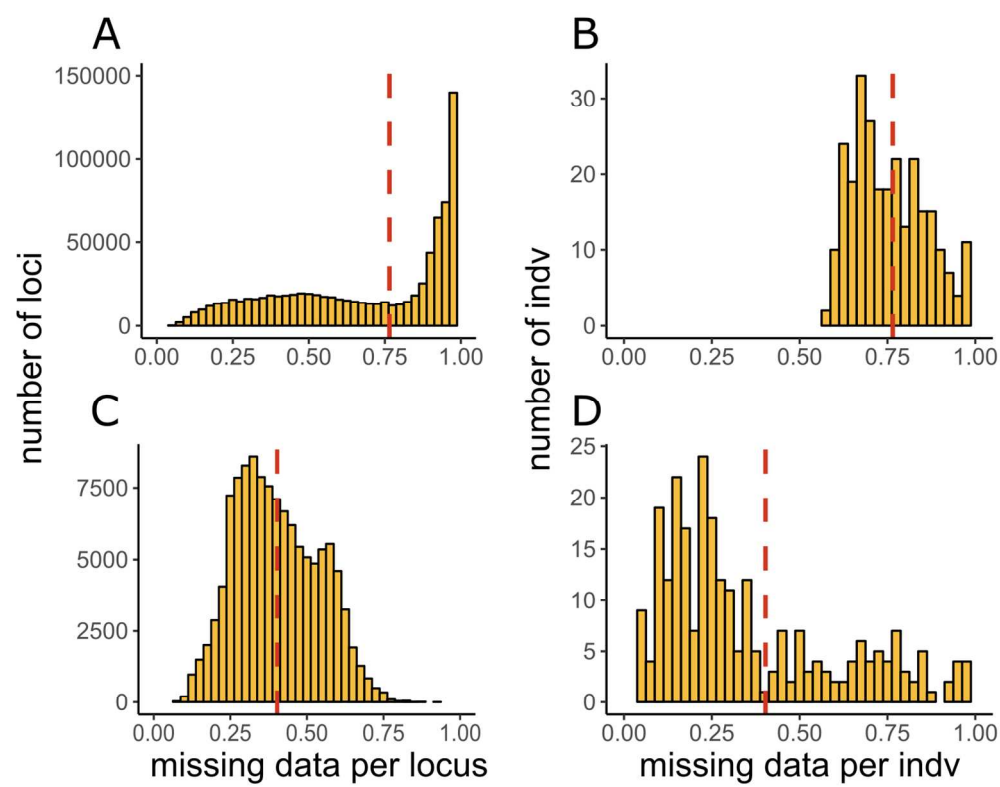 A
150000
100000
50000
0
0.00 0.25 0.50 0.75 1.00
B
30
20
10
0
0.00 0.25 0.50 0.75 1.00
number of loci
number of indv
C
7500
5000
2500
0
0.00 0.25 0.50 0.75 1.00
missing data per locus
D
25
20
15
10
5
0
0.00 0.25 0.50 0.75 1.00
missing data per indv